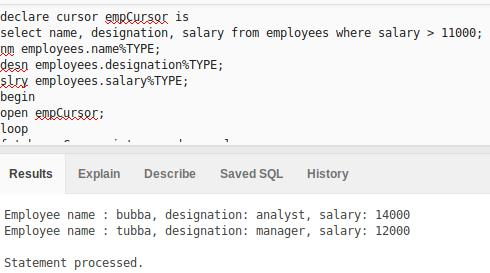 declare cursor empCursor is
select name, designation, salary from employees where salary > 11000;
nm employees.name%TYPE;
desn employees.designation%TYPE;
slry employees.salary%TYPE;
begin
open empCursor;
loop
Results Explain Describe Saved SQL History
Employee name : bubba, designation: analyst, salary: 14000
Employee name : tubba, designation: manager, salary: 12000
Statement processed.